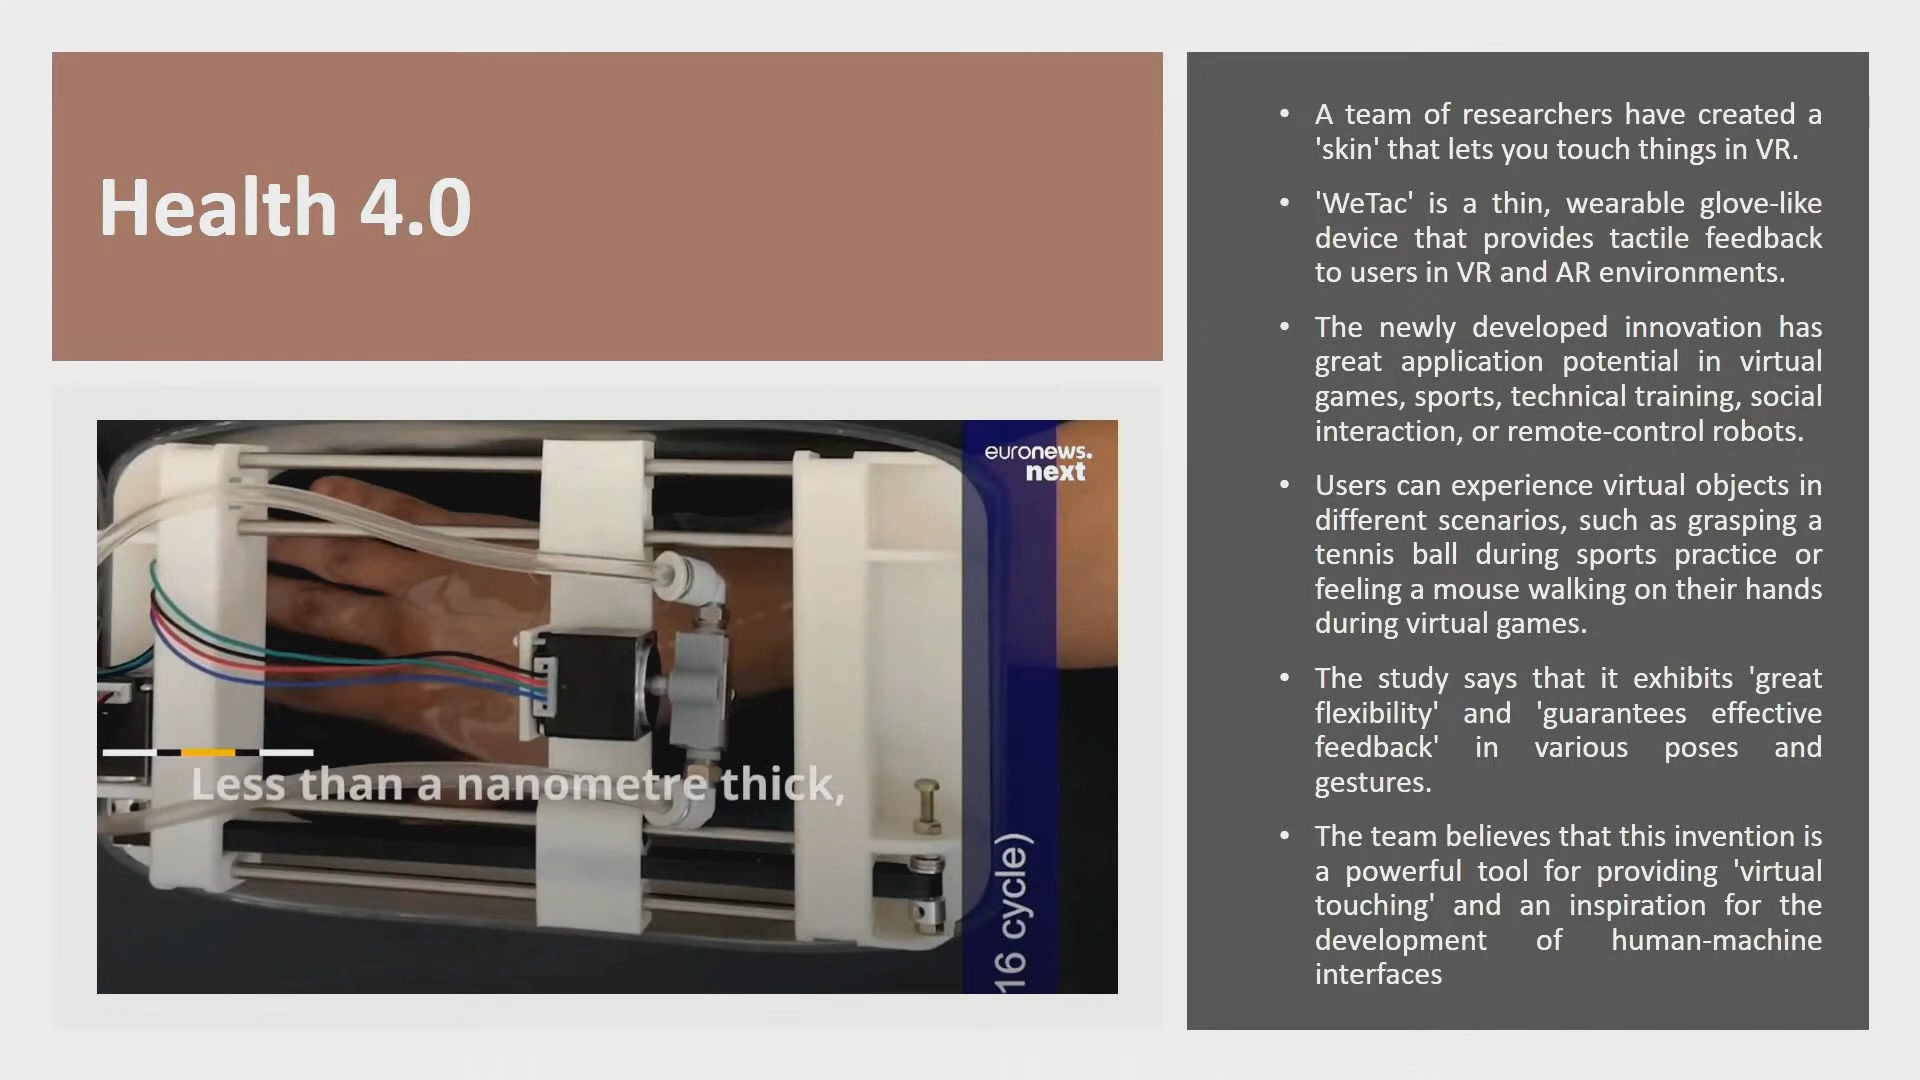 Health 4.0
euronews.
next
Less than a nanometre thick,
16 cycle)
• A team of researchers have created a
'skin' that lets you touch things in VR.
• 'WeTac' is a thin, wearable glove-like
device that provides tactile feedback
to users in VR and AR environments.
• The newly developed innovation has
great application potential in virtual
games, sports, technical training, social
interaction, or remote-control robots.
• Users can experience virtual objects in
different scenarios, such as grasping a
tennis ball during sports practice or
feeling a mouse walking on their hands
during virtual games.
• The study says that it exhibits 'great
flexibility' and 'guarantees effective
feedback' in various poses and
gestures.
• The team believes that this invention is
a powerful tool for providing 'virtual
touching' and an inspiration for the
development of human-machine
interfaces